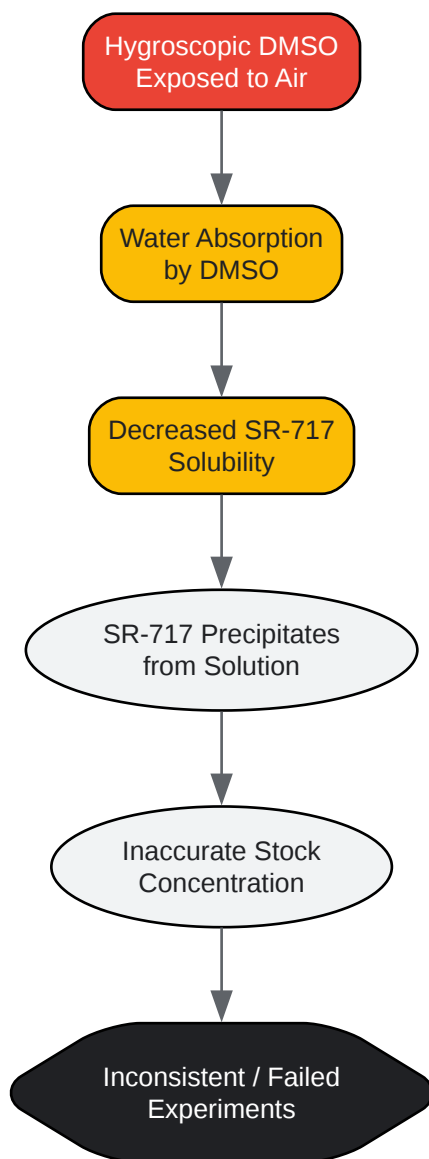 Hygroscopic DMSO
Exposed to Air
Water Absorption
by DMSO
Decreased SR-717
Solubility
SR-717 Precipitates
from Solution
Inaccurate Stock
Concentration
Inconsistent / Failed
Experiments